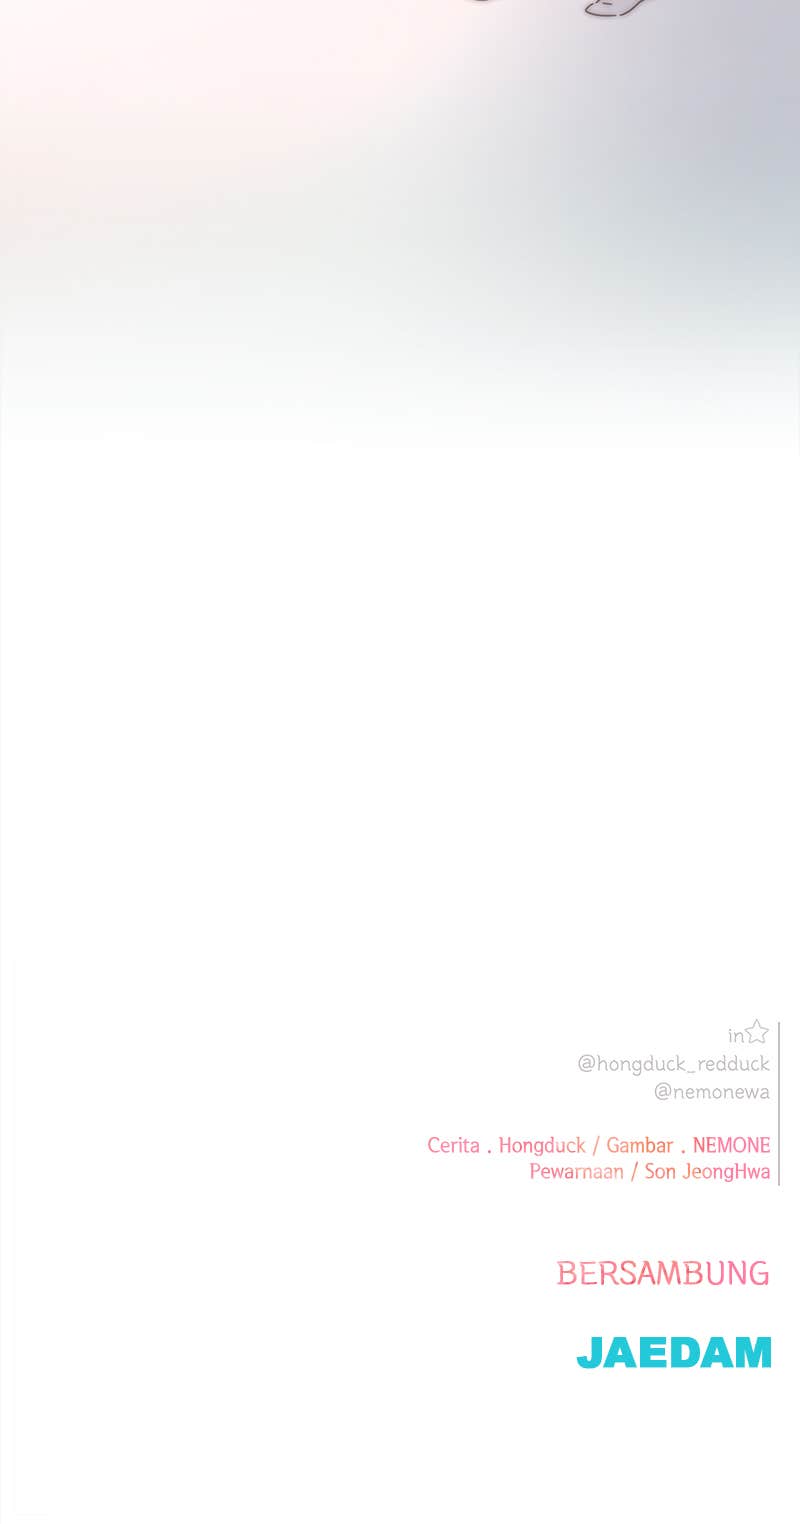 in☆
@hongduck_redduck
@nemonewa
Cerita . Hongduck / Gambar . NEMONE
Pewarnaan / Son JeongHwa
BERSAMBUNG
JAEDAM